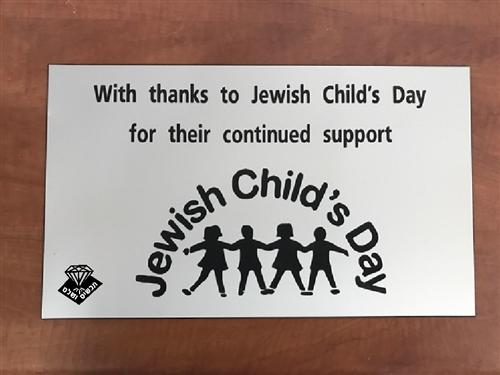 With thanks to Jewish Child's Day
for their continued support
Jewish Child's Day